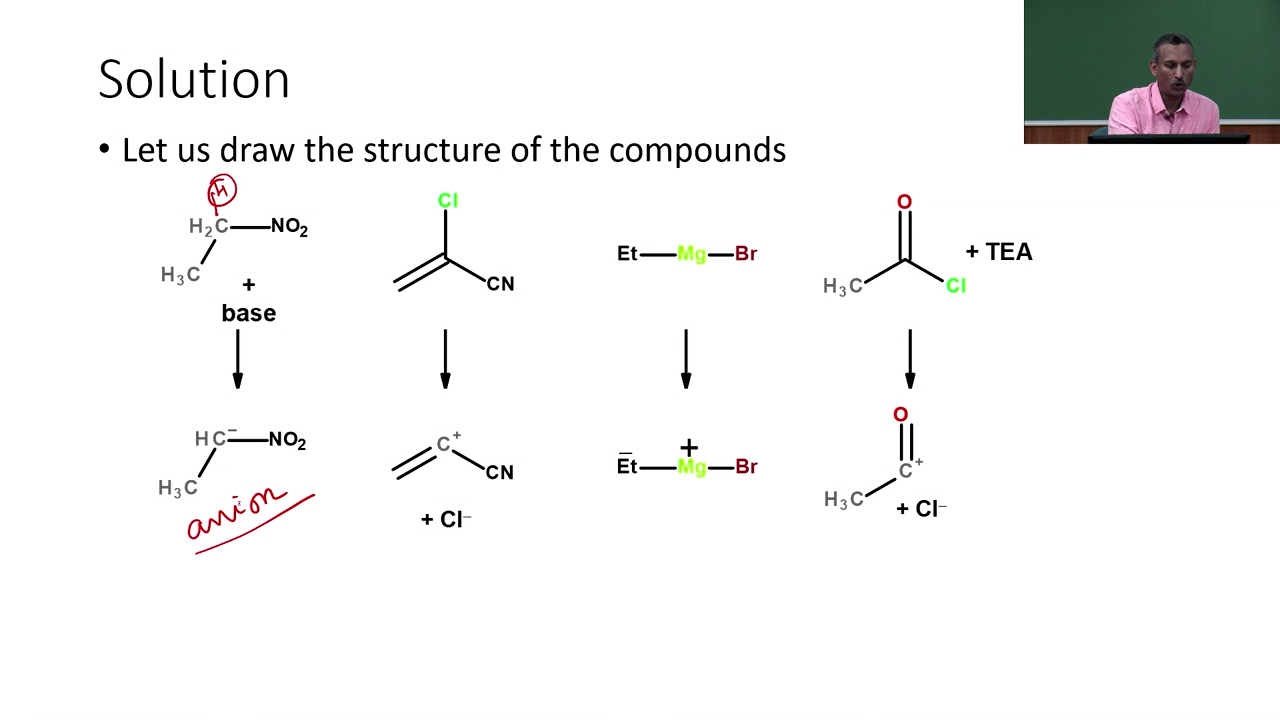 Solution
• Let us draw the structure of the compounds
H
H₂C NO₂
H₃C
+
base
Cl
CN
Et Mg Br
O
H₃C Cl
+ TEA
HC⁻ NO₂
H₃C
anion
C⁺
CN
+ Cl⁻
Et⁻ Mg⁺ Br
O
C⁺
H₃C
+ Cl⁻